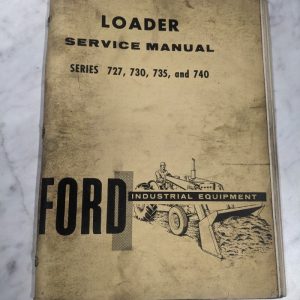 LOADER
SERVICE MANUAL
SERIES 727, 730, 735, and 740
FORD
INDUSTRIAL EQUIPMENT